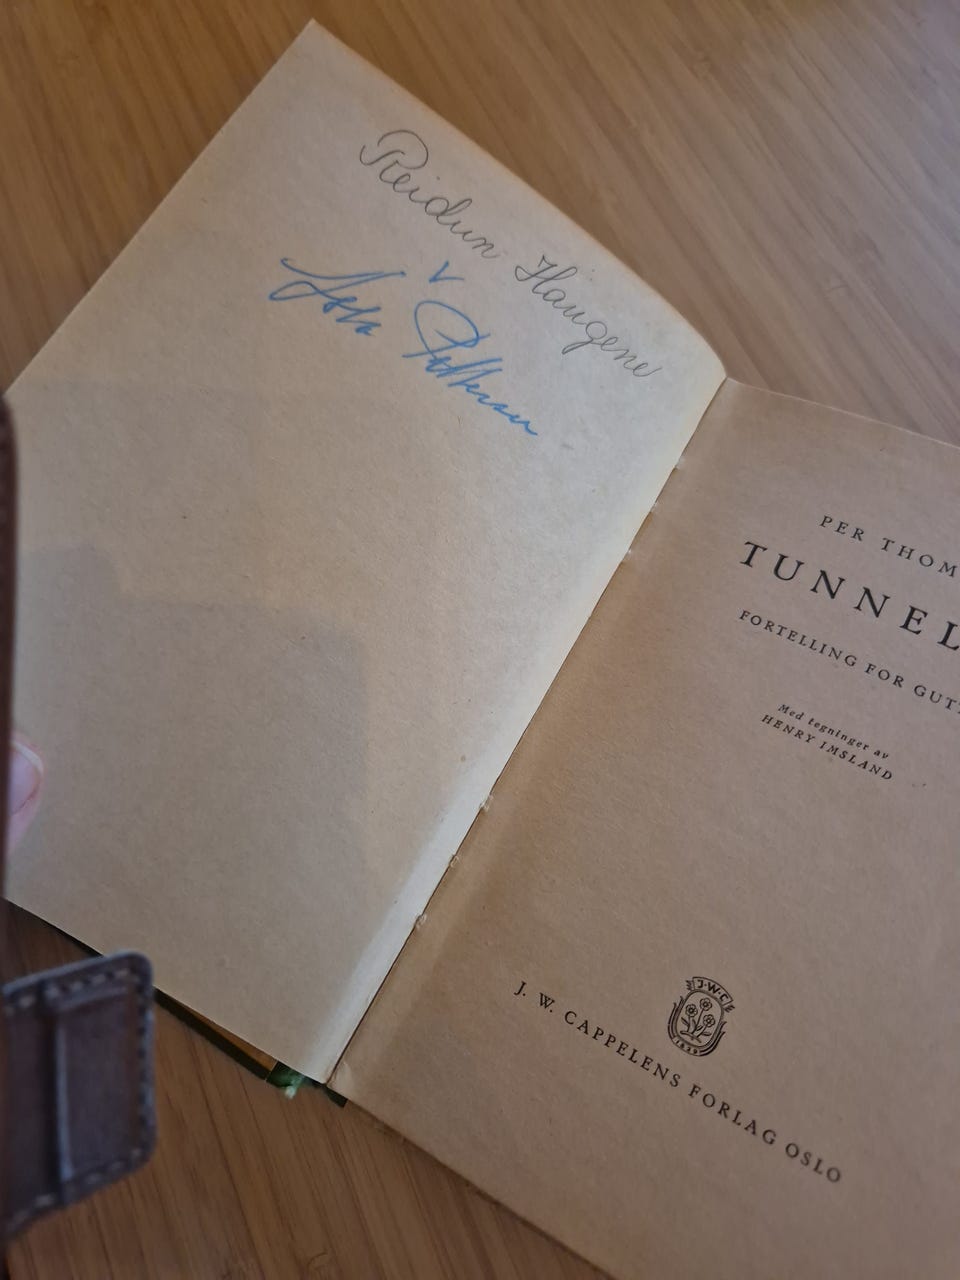 Reidun Haugene
v
PER THOM
TUNNEL
FORTELLING FOR GUT
Med tegninger av
HENRY IMSLAND
J·W·C
1829
J. W. CAPPELENS FORLAG OSLO